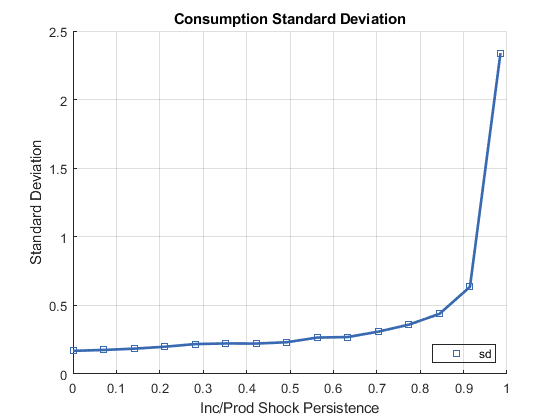 Consumption Standard Deviation
2.5
2
1.5
1
0.5
0
Standard Deviation
sd
0 0.1 0.2 0.3 0.4 0.5 0.6 0.7 0.8 0.9 1
Inc/Prod Shock Persistence